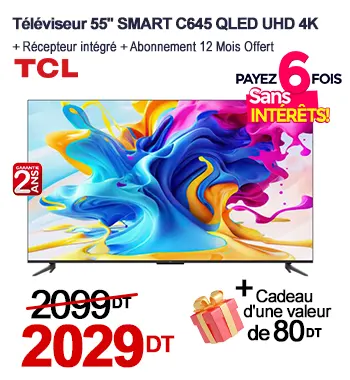 Téléviseur 55" SMART C645 QLED UHD 4K
+ Récepteur intégré + Abonnement 12 Mois Offert
TCL
PAYEZ 6 FOIS
Sans
INTÉRÊTS!
GARANTIE
2 ANS
2099DT
2029DT
+ Cadeau
d'une valeur
de 80DT